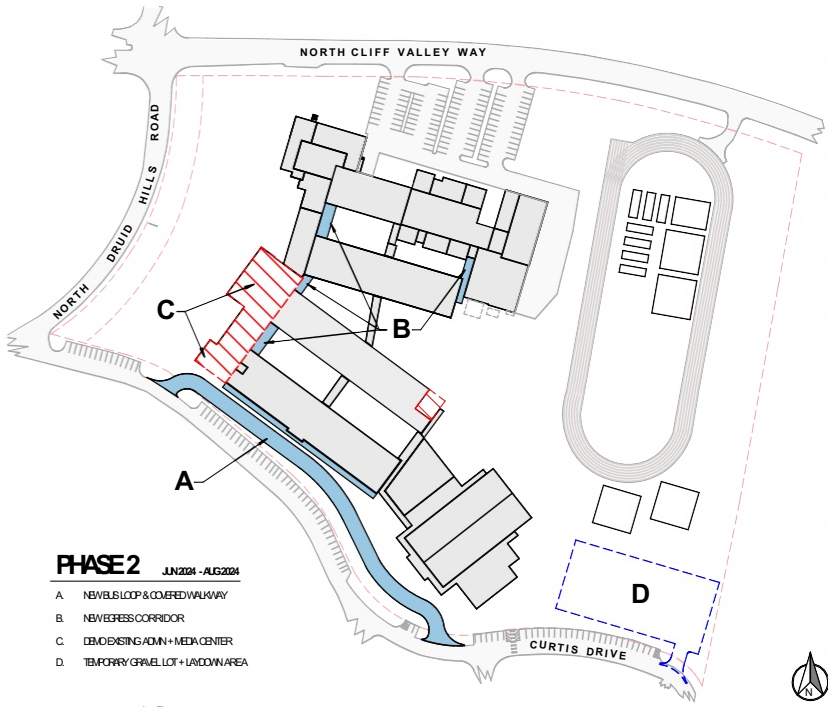 NORTH CLIFF VALLEY WAY
NORTH DRUID HILLS ROAD
C
B
A
D
PHASE 2 JUN 2024 - AUG 2024
A. NEW BUS LOOP & COVERED WALKWAY
B. NEW EGRESS CORRIDOR
C. DEMO EXISTING ADMIN + MEDIA CENTER
D. TEMPORARY GRAVEL LOT + LAYDOWN AREA
CURTIS DRIVE
N